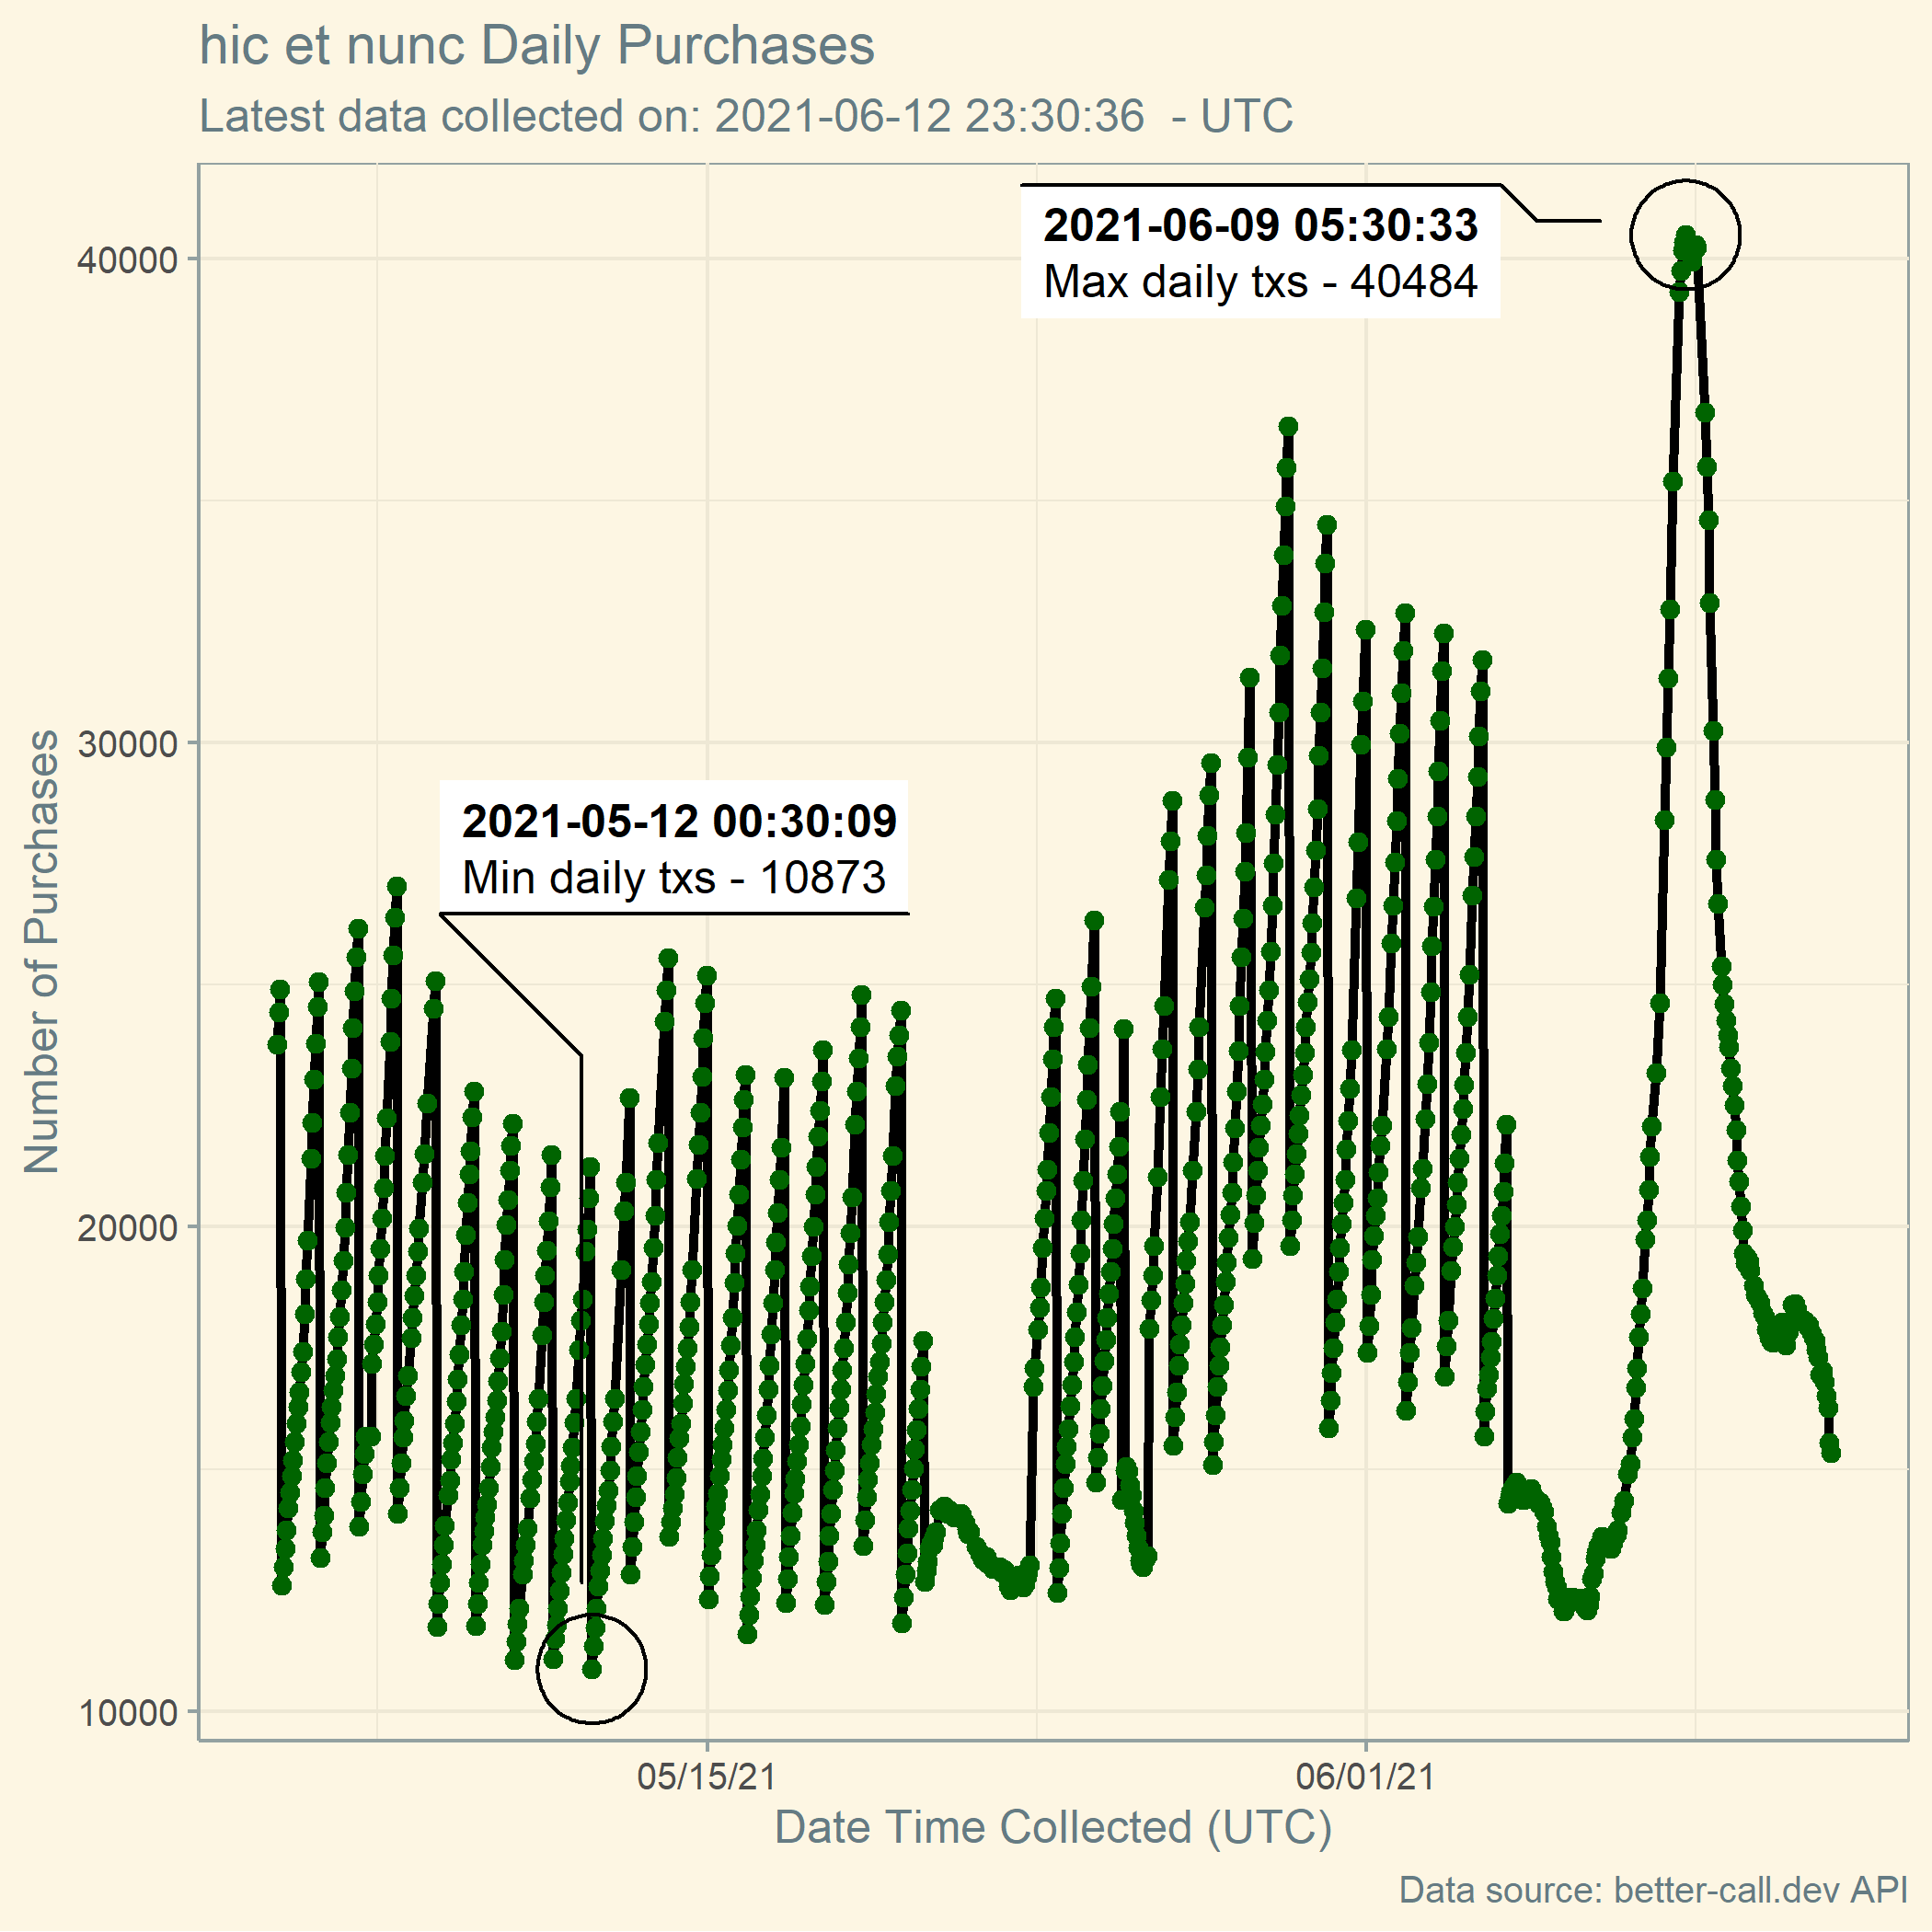 hic et nunc Daily Purchases
Latest data collected on: 2021-06-12 23:30:36 - UTC
2021-06-09 05:30:33
Max daily txs - 40484
40000
30000
2021-05-12 00:30:09
Min daily txs - 10873
Number of Purchases
20000
10000
05/15/21
06/01/21
Date Time Collected (UTC)
Data source: better-call.dev API